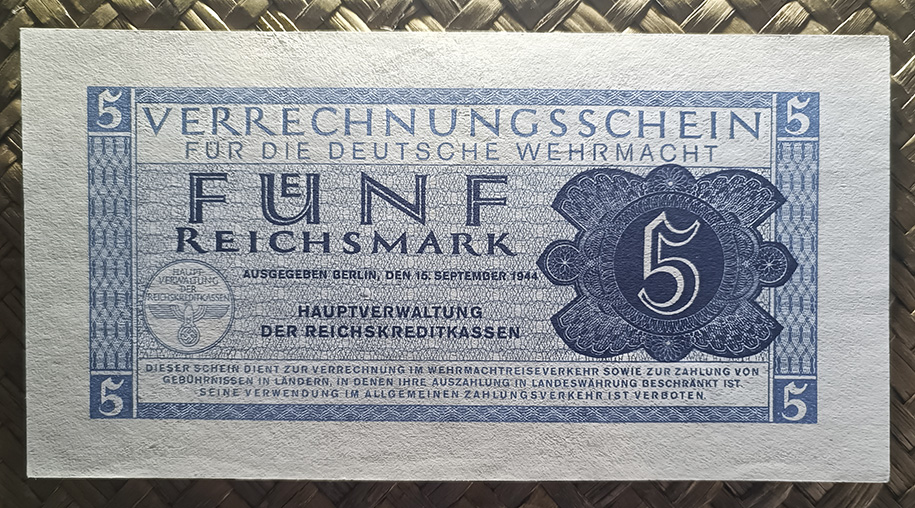 5 5
VERRECHNUNGSSCHEIN
FÜR DIE DEUTSCHE WEHRMACHT
FÜNF
REICHSMARK
5
AUSGEGEBEN BERLIN, DEN 15. SEPTEMBER 1944
HAUPT-
VERWALTUNG
DER
REICHSKREDITKASSEN
HAUPTVERWALTUNG
DER REICHSKREDITKASSEN
DIESER SCHEIN DIENT ZUR VERRECHNUNG IM WEHRMACHTREISEVERKEHR SOWIE ZUR ZAHLUNG VON
GEBÜHRNISSEN IN LÄNDERN, IN DENEN IHRE AUSZAHLUNG IN LANDESWÄHRUNG BESCHRÄNKT IST.
SEINE VERWENDUNG IM ALLGEMEINEN ZAHLUNGSVERKEHR IST VERBOTEN.
5 5